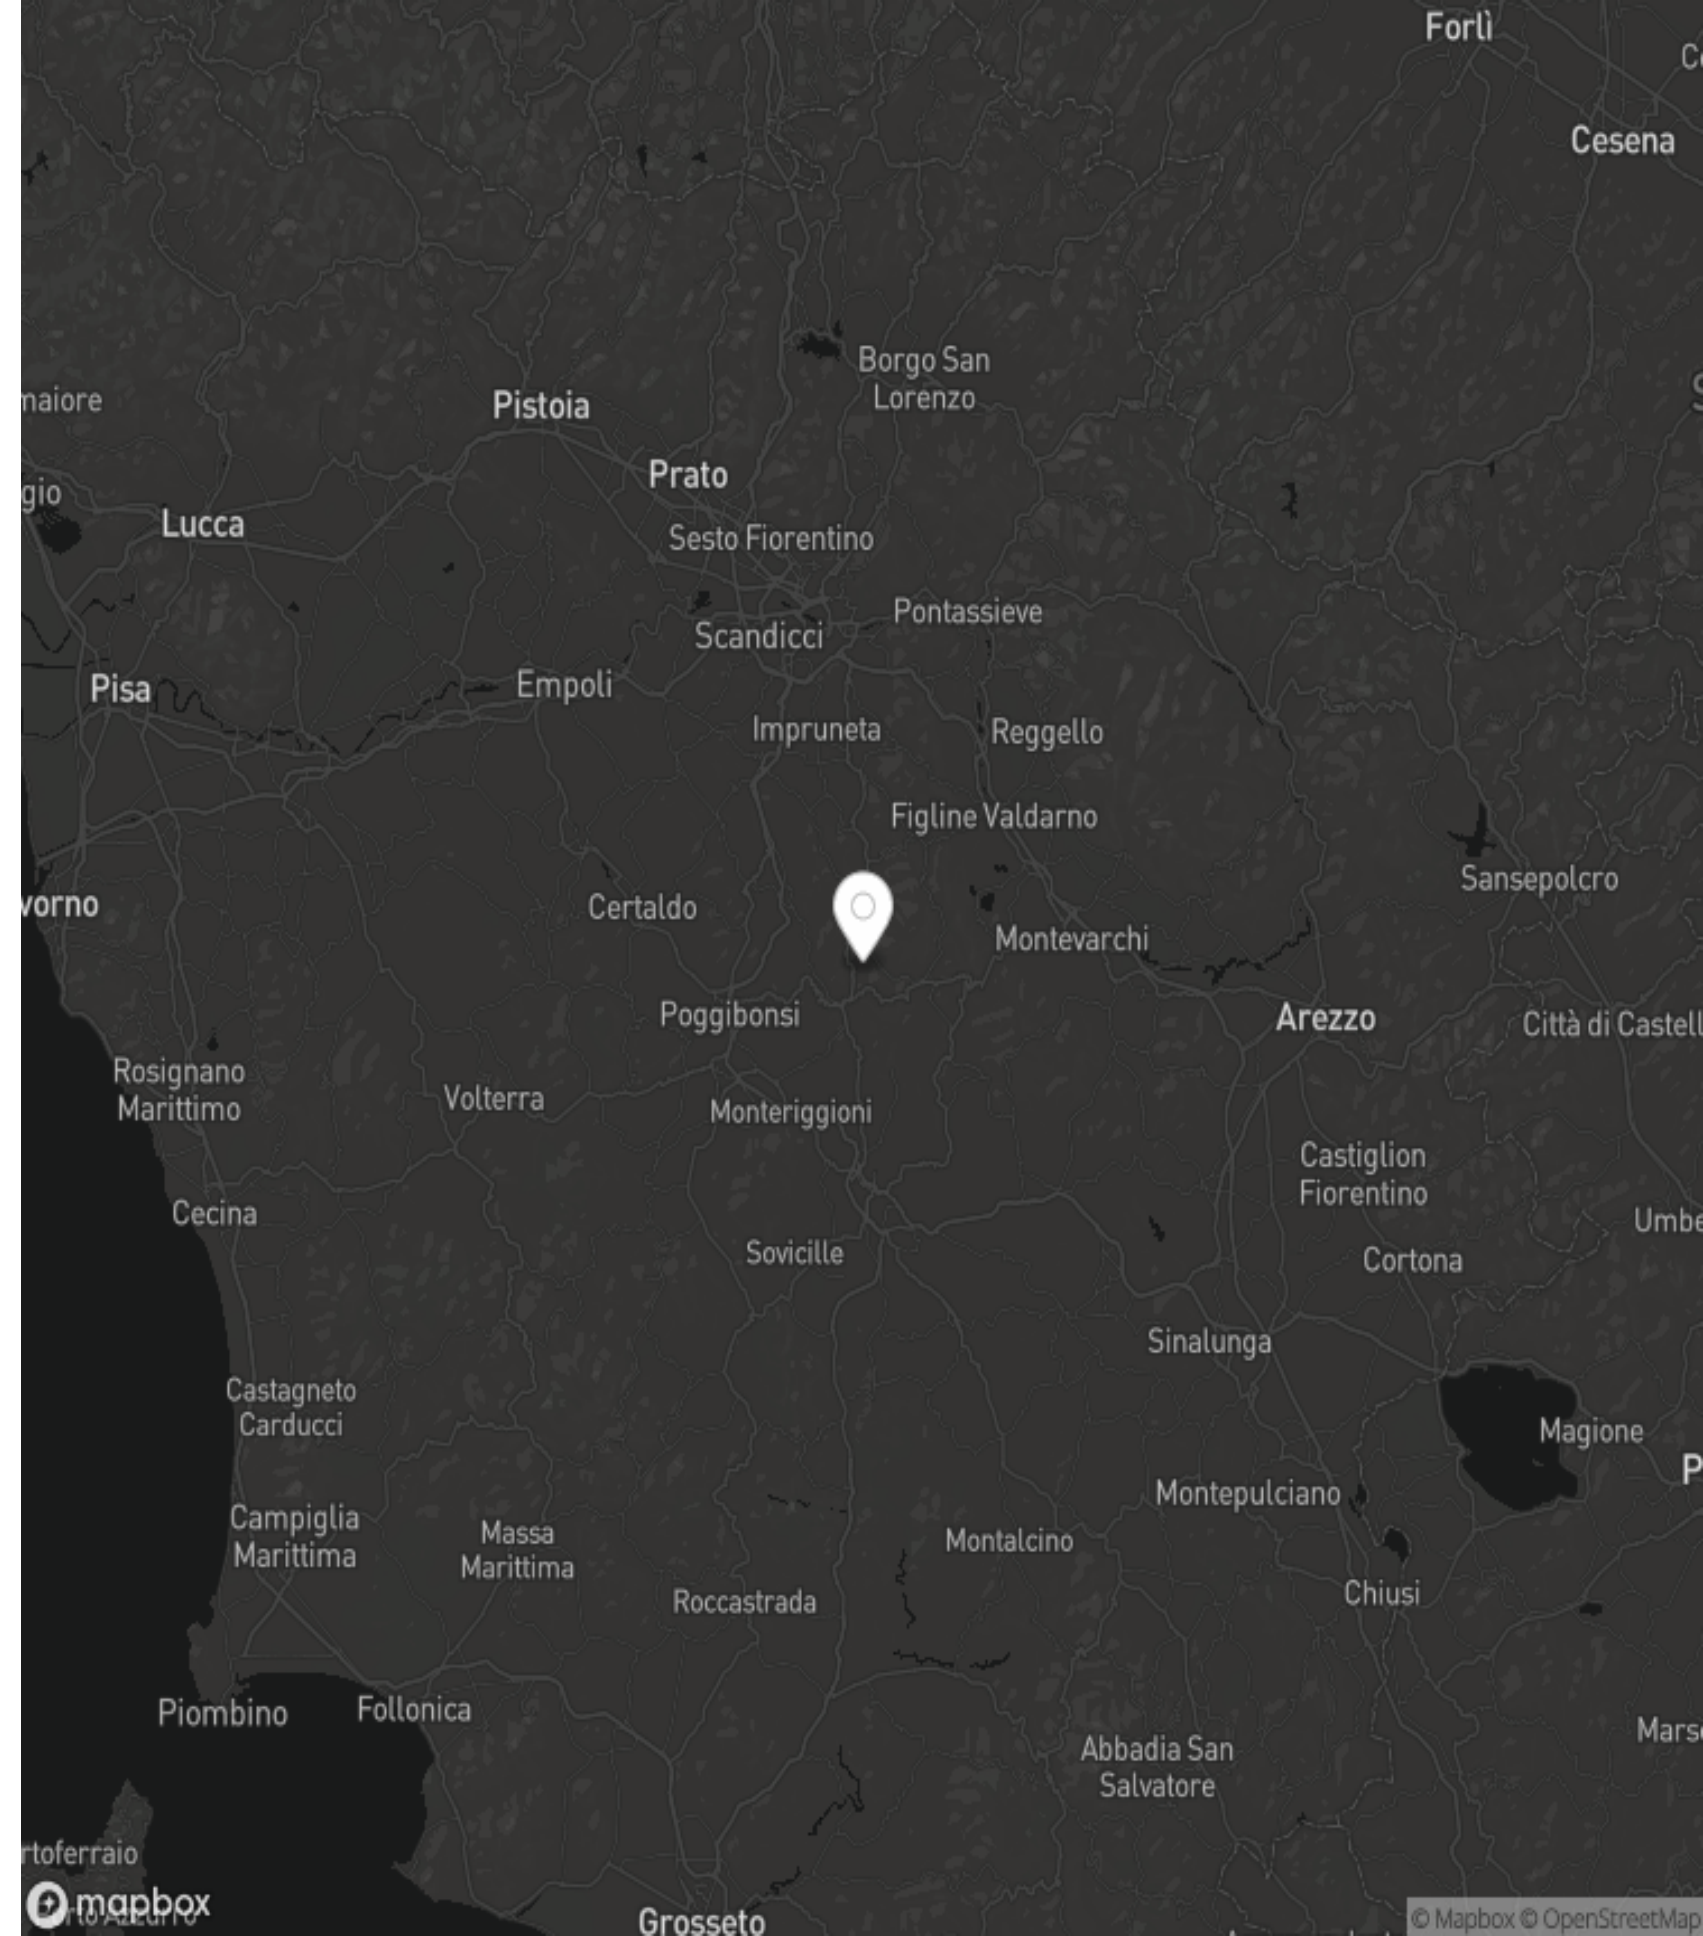 Forlì
Cesena
Borgo San
Lorenzo
maiore
Pistoia
Prato
gio
Lucca
Sesto Fiorentino
Pontassieve
Scandicci
Pisa
Empoli
Impruneta
Reggello
Figline Valdarno
Sansepolcro
vorno
Certaldo
Montevarchi
Poggibonsi
Arezzo
Città di Castell
Rosignano
Marittimo
Volterra
Monteriggioni
Castiglion
Fiorentino
Cecina
Umbe
Sovicille
Cortona
Sinalunga
Castagneto
Carducci
Magione
P
Montepulciano
Campiglia
Marittima
Massa
Marittima
Montalcino
Roccastrada
Chiusi
Piombino
Follonica
Marsc
Abbadia San
Salvatore
rtoferraio
mapbox
Grosseto
© Mapbox © OpenStreetMap